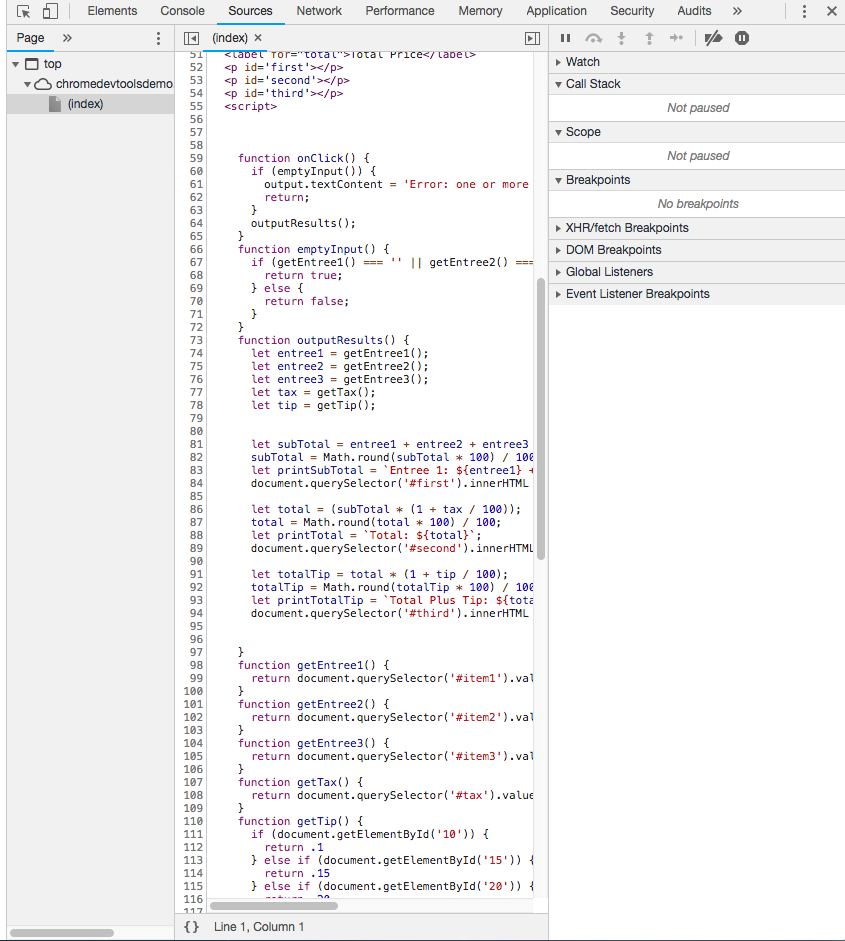 Elements Console Sources Network Performance Memory Application Security Audits »
Page » (index) ×
top
chromedevtoolsdemo
(index)
51 <label for="total">Total Price</label>
52 <p id='first'></p>
53 <p id='second'></p>
54 <p id='third'></p>
55 <script>
56
57
58
59 function onClick() {
60 if (emptyInput()) {
61 output.textContent = 'Error: one or more
62 return;
63 }
64 outputResults();
65 }
66 function emptyInput() {
67 if (getEntree1() === '' || getEntree2() ===
68 return true;
69 } else {
70 return false;
71 }
72 }
73 function outputResults() {
74 let entree1 = getEntree1();
75 let entree2 = getEntree2();
76 let entree3 = getEntree3();
77 let tax = getTax();
78 let tip = getTip();
79
80
81 let subTotal = entree1 + entree2 + entree3
82 subTotal = Math.round(subTotal * 100) / 100
83 let printSubTotal = `Entree 1: ${entree1} +
84 document.querySelector('#first').innerHTML
85
86 let total = (subTotal * (1 + tax / 100));
87 total = Math.round(total * 100) / 100;
88 let printTotal = `Total: ${total}`;
89 document.querySelector('#second').innerHTML
90
91 let totalTip = total * (1 + tip / 100);
92 totalTip = Math.round(totalTip * 100) / 100
93 let printTotalTip = `Total Plus Tip: ${tota
94 document.querySelector('#third').innerHTML
95
96
97 }
98 function getEntree1() {
99 return document.querySelector('#item1').val
100 }
101 function getEntree2() {
102 return document.querySelector('#item2').val
103 }
104 function getEntree3() {
105 return document.querySelector('#item3').val
106 }
107 function getTax() {
108 return document.querySelector('#tax').value
109 }
110 function getTip() {
111 if (document.getElementById('10')) {
112 return .1
113 } else if (document.getElementById('15')) {
114 return .15
115 } else if (document.getElementById('20')) {
116 return .20
117
{} Line 1, Column 1
Watch
Call Stack
Not paused
Scope
Not paused
Breakpoints
No breakpoints
XHR/fetch Breakpoints
DOM Breakpoints
Global Listeners
Event Listener Breakpoints